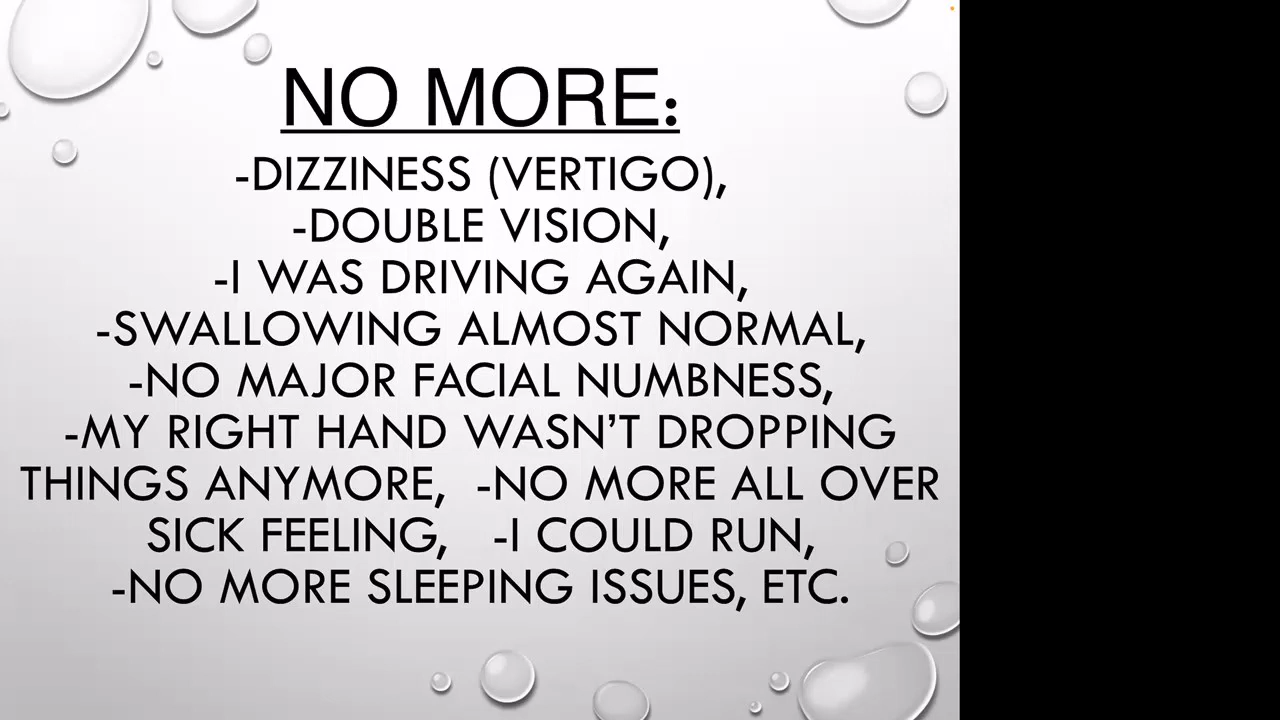 NO MORE:
-DIZZINESS (VERTIGO),
-DOUBLE VISION,
-I WAS DRIVING AGAIN,
-SWALLOWING ALMOST NORMAL,
-NO MAJOR FACIAL NUMBNESS,
-MY RIGHT HAND WASN’T DROPPING
THINGS ANYMORE, -NO MORE ALL OVER
SICK FEELING, -I COULD RUN,
-NO MORE SLEEPING ISSUES, ETC.